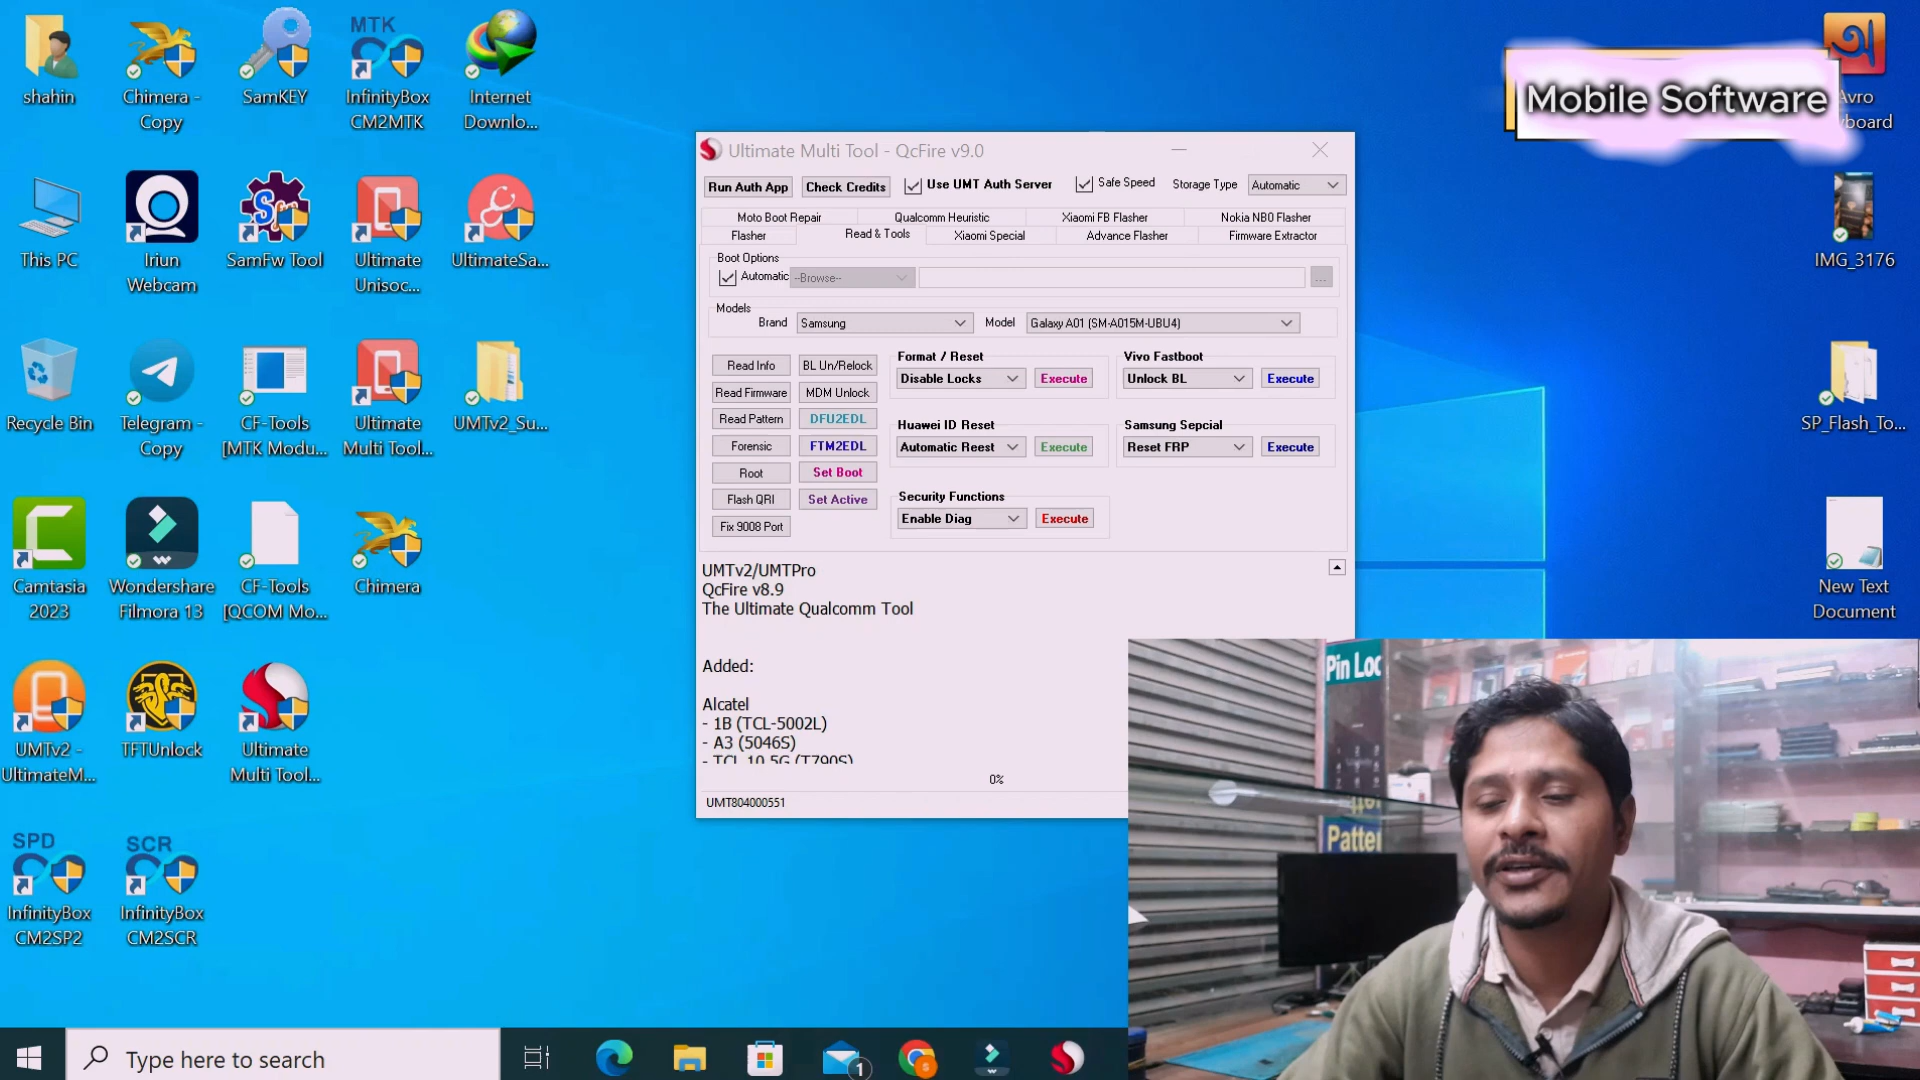 shahin
Chimera -
Copy
SamKEY
MTK
InfinityBox
CM2MTK
Internet
Downlo...
This PC
Iriun
Webcam
SamFw Tool
Ultimate
Unisoc...
UltimateSa...
Recycle Bin
Telegram -
Copy
CF-Tools
[MTK Modu...
Ultimate
Multi Tool...
UMTv2_Su...
Camtasia
2023
Wondershare
Filmora 13
CF-Tools
[QCOM Mo...
Chimera
UMTv2 -
UltimateM...
TFTUnlock
Ultimate
Multi Tool...
SPD
InfinityBox
CM2SP2
SCR
InfinityBox
CM2SCR
Mobile Software
Avro
IMG_3176
SP_Flash_To...
New Text
Document
Ultimate Multi Tool - QcFire v9.0
Run Auth App
Check Credits
Use UMT Auth Server
Safe Speed
Storage Type
Automatic
Moto Boot Repair
Qualcomm Heuristic
Xiaomi FB Flasher
Nokia NB0 Flasher
Flasher
Read & Tools
Xiaomi Special
Advance Flasher
Firmware Extractor
Boot Options
Automatic
--Browse--
...
Models
Brand
Samsung
Model
Galaxy A01 (SM-A015M-UBU4)
Read Info
BL Un/Relock
Read Firmware
MDM Unlock
Read Pattern
DFU2EDL
Forensic
FTM2EDL
Root
Set Boot
Flash QRI
Set Active
Fix 9008 Port
Format / Reset
Disable Locks
Execute
Vivo Fastboot
Unlock BL
Execute
Huawei ID Reset
Automatic Reest
Execute
Samsung Sepcial
Reset FRP
Execute
Security Functions
Enable Diag
Execute
UMTv2/UMTPro
QcFire v8.9
The Ultimate Qualcomm Tool
Added:
Alcatel
- 1B (TCL-5002L)
- A3 (5046S)
- TCL 10 5G (T790S)
0%
UMT804000551
Pin Loc
Patter
Type here to search
1